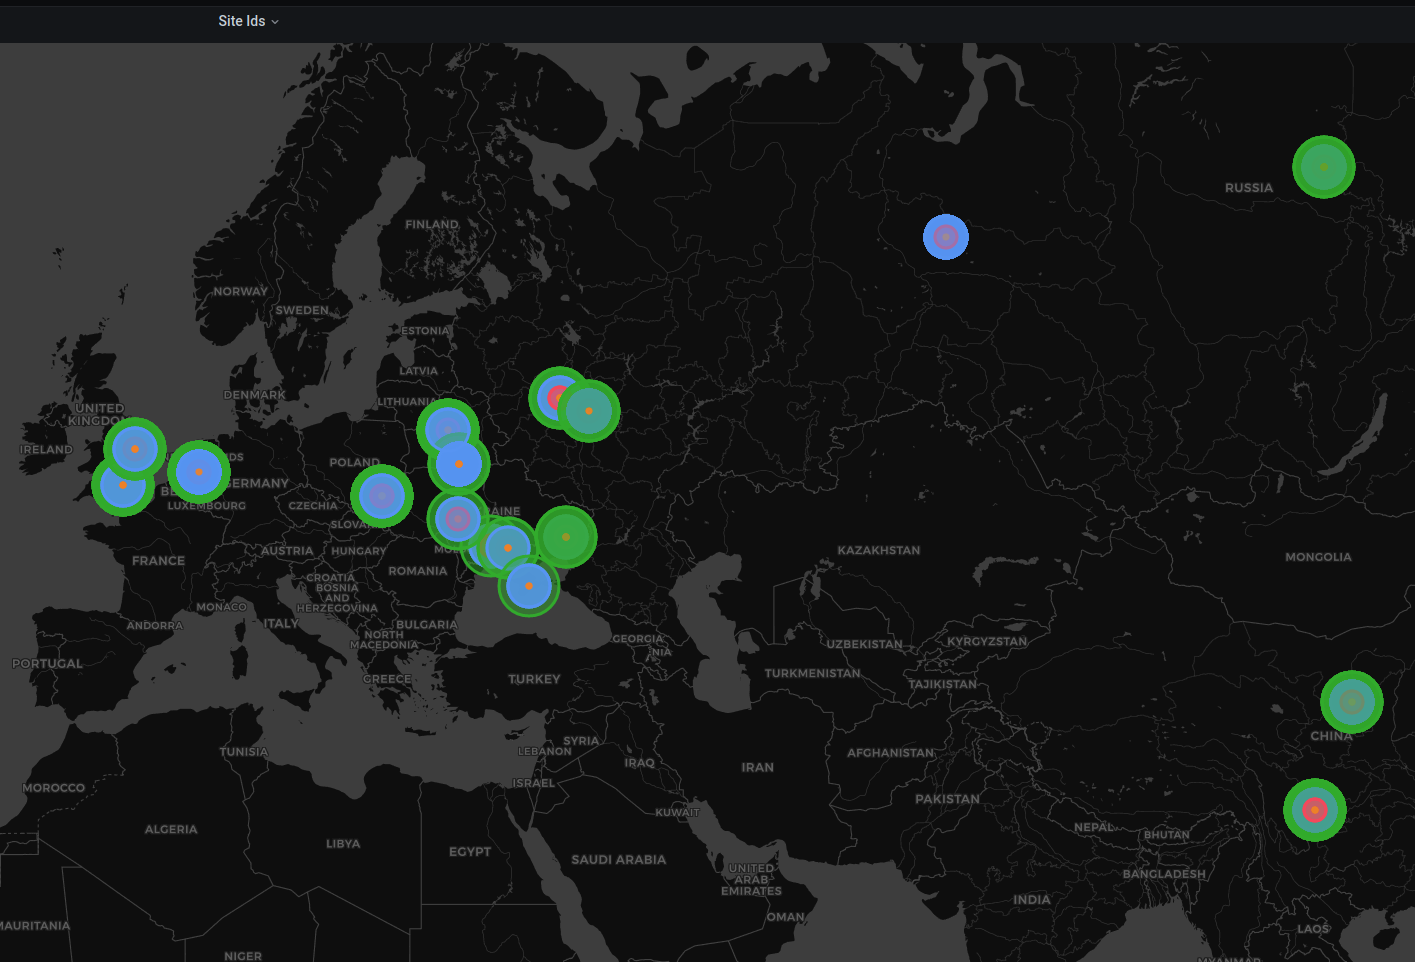 Site Ids
RUSSIA
FINLAND
NORWAY
SWEDEN
ESTONIA
LATVIA
DENMARK
LITHUANIA
UNITED
KINGDOM
IRELAND
POLAND
GERMANY
LUXEMBOURG
CZECHIA
AUSTRIA
HUNGARY
KAZAKHSTAN
MONGOLIA
FRANCE
ROMANIA
CROATIA
BOSNIA
AND
HERZEGOVINA
MONACO
ANDORRA
ITALY
BULGARIA
NORTH
MACEDONIA
GEORGIA
UZBEKISTAN
KYRGYZSTAN
PORTUGAL
GREECE
TURKEY
TURKMENISTAN
TAJIKISTAN
CHINA
TUNISIA
SYRIA
LEBANON
IRAQ
AFGHANISTAN
IRAN
MOROCCO
ISRAEL
PAKISTAN
KUWAIT
ALGERIA
LIBYA
EGYPT
NEPAL
BHUTAN
SAUDI ARABIA
UNITED
ARAB
EMIRATES
BANGLADESH
INDIA
OMAN
MAURITANIA
LAOS
NIGER
MYANMAR